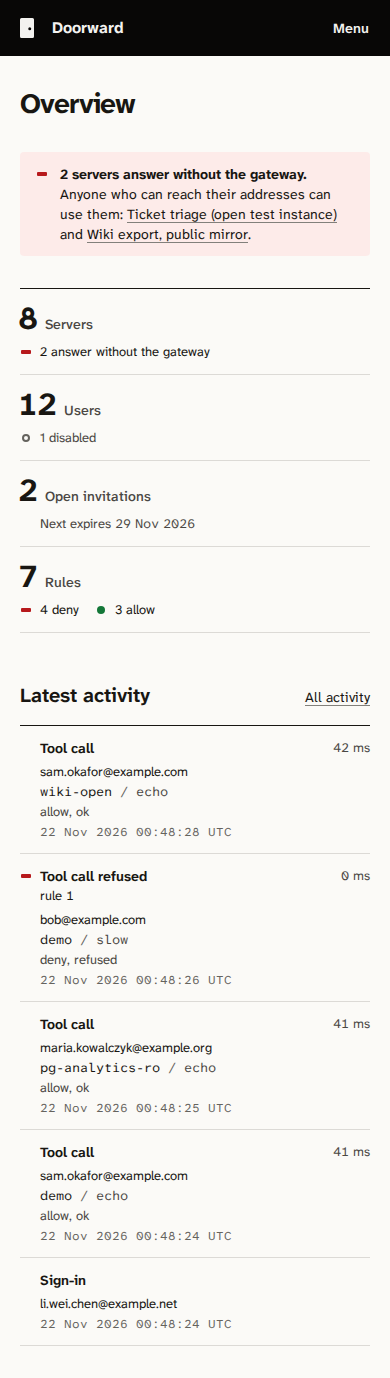 Doorward
Menu
Overview
2 servers answer without the gateway.
Anyone who can reach their addresses can
use them: Ticket triage (open test instance)
and Wiki export, public mirror.
8 Servers
2 answer without the gateway
12 Users
1 disabled
2 Open invitations
Next expires 29 Nov 2026
7 Rules
4 deny 3 allow
Latest activity
All activity
Tool call 42 ms
sam.okafor@example.com
wiki-open / echo
allow, ok
22 Nov 2026 00:48:28 UTC
Tool call refused 0 ms
rule 1
bob@example.com
demo / slow
deny, refused
22 Nov 2026 00:48:26 UTC
Tool call 41 ms
maria.kowalczyk@example.org
pg-analytics-ro / echo
allow, ok
22 Nov 2026 00:48:25 UTC
Tool call 41 ms
sam.okafor@example.com
demo / echo
allow, ok
22 Nov 2026 00:48:24 UTC
Sign-in
li.wei.chen@example.net
22 Nov 2026 00:48:24 UTC